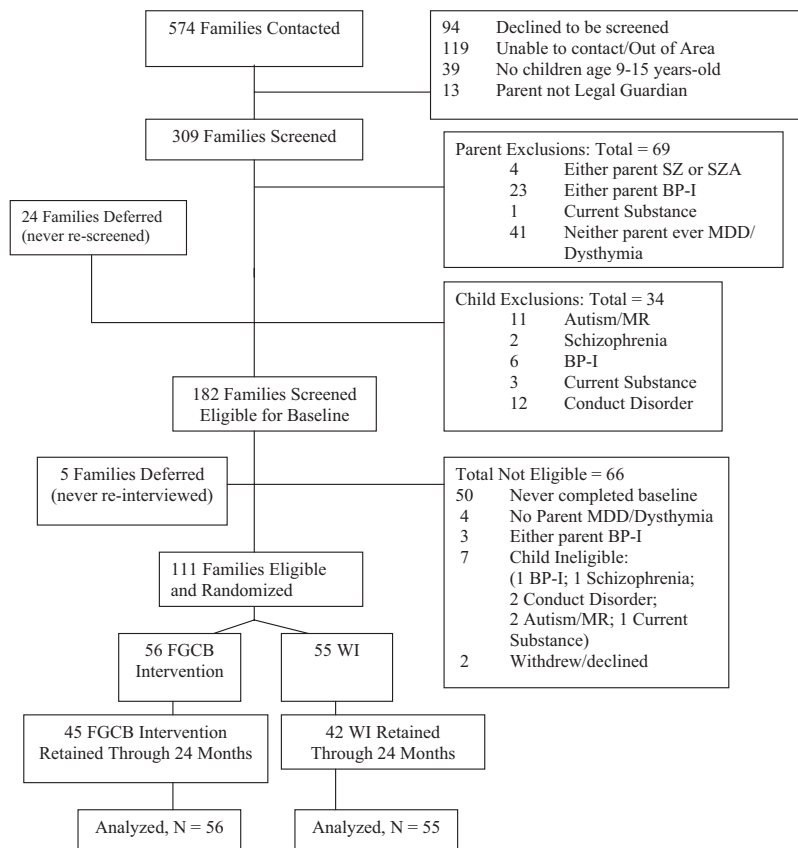 574 Families Contacted
94 Declined to be screened
119 Unable to contact/Out of Area
39 No children age 9-15 years-old
13 Parent not Legal Guardian
309 Families Screened
Parent Exclusions: Total = 69
4 Either parent SZ or SZA
23 Either parent BP-I
1 Current Substance
41 Neither parent ever MDD/
Dysthymia
24 Families Deferred
(never re-screened)
Child Exclusions: Total = 34
11 Autism/MR
2 Schizophrenia
6 BP-I
3 Current Substance
12 Conduct Disorder
182 Families Screened
Eligible for Baseline
5 Families Deferred
(never re-interviewed)
Total Not Eligible = 66
50 Never completed baseline
4 No Parent MDD/Dysthymia
3 Either parent BP-I
7 Child Ineligible:
(1 BP-I; 1 Schizophrenia;
2 Conduct Disorder;
2 Autism/MR; 1 Current
Substance)
2 Withdrew/declined
111 Families Eligible
and Randomized
56 FGCB
Intervention
55 WI
45 FGCB Intervention
Retained Through 24 Months
42 WI Retained
Through 24 Months
Analyzed, N = 56
Analyzed, N = 55